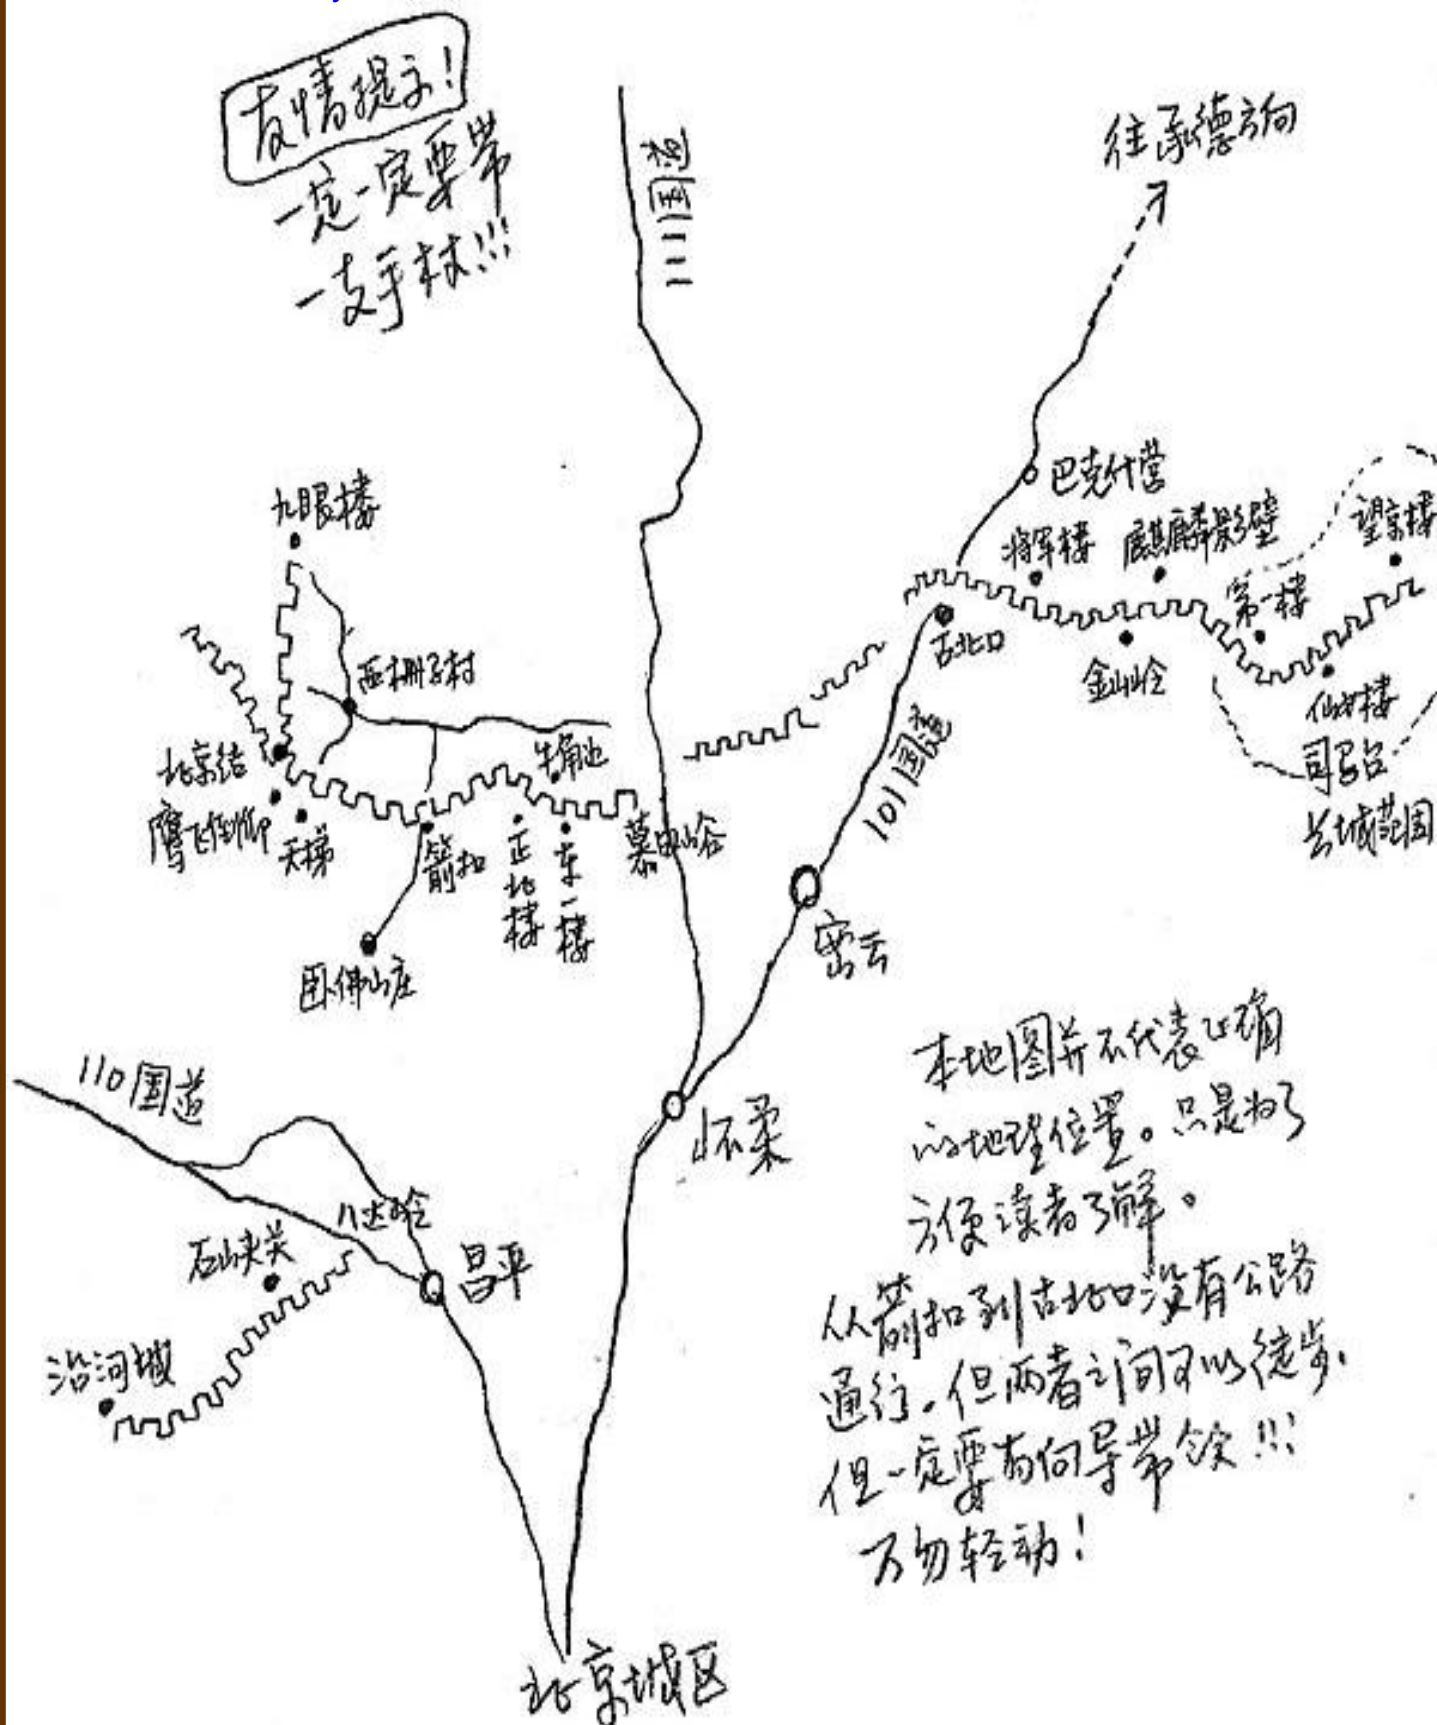 友情提示!
一定一定要带
一支手杖!!!
往承德方向
111国道
巴克什营
九眼楼
将军楼
麒麟影壁
望京楼
第一楼
古北口
金山岭
西栅子村
仙女楼
司马台
长城范围
北京结
牛角边
101国道
鹰飞倒仰
天梯
箭扣
正北楼
东一楼
慕田峪
密云
卧佛山庄
本地图并不代表正确
的地理位置。只是为了
方便读者了解。
110国道
怀柔
八达岭
石峡关
昌平
沿河城
从箭扣到古北口没有公路
通行。但两者之间可以徒步.
但一定要有向导带领!!!
万勿轻动!
北京城区